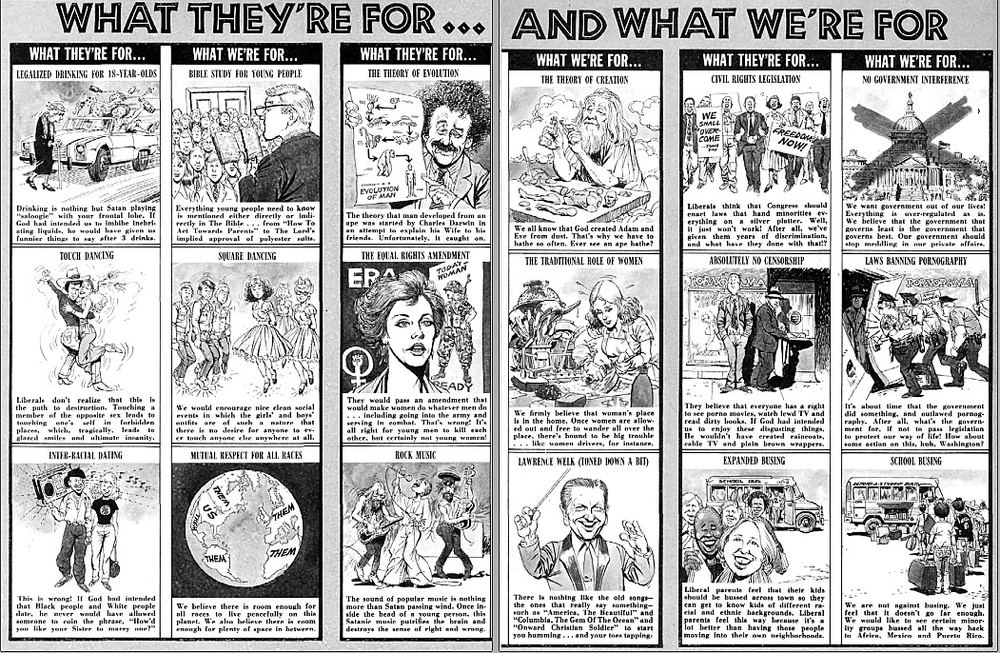 WHAT THEY'RE FOR...
AND WHAT WE'RE FOR
WHAT THEY'RE FOR...
LEGALIZED DRINKING FOR 18-YEAR-OLDS
Drinking is nothing but Satan playing
"saloogie" with your frontal lobe. If
God had intended us to imbibe inebri-
ating liquids, he would have given us
funnier things to say after 3 drinks.
WHAT WE'RE FOR...
BIBLE STUDY FOR YOUNG PEOPLE
Everything young people need to know
is mentioned either directly or indi-
rectly in The Bible . . . from "How To
Act Towards Parents" to The Lord's
implied approval of polyester suits.
TOUCH DANCING
Liberals don't realize that this is
the path to destruction. Touching a
member of the opposite sex leads to
touching one's self in forbidden
places, which, tragically, leads to
glazed smiles and ultimate insanity.
SQUARE DANCING
We would encourage nice clean social
events in which the girls' and boys'
outfits are of such a nature that
there is no desire for anyone to ev-
er touch anyone else anywhere at all.
INTER-RACIAL DATING
This is wrong! If God had intended
that Black people and White people
date, he never would have allowed
someone to coin the phrase, "How'd
you like your Sister to marry one?"
MUTUAL RESPECT FOR ALL RACES
US
THEM
THEM
THEM
We believe there is room enough for
all races to live peacefully on this
planet. We also believe there is room
enough for plenty of space in between.
WHAT THEY'RE FOR...
THE THEORY OF EVOLUTION
EVOLUTION
OF MAN
The theory that man developed from an
ape was started by Charles Darwin in
an attempt to explain his Wife to his
friends. Unfortunately, it caught on.
THE EQUAL RIGHTS AMENDMENT
ERA
TODAY'S
WOMAN
READY
They would pass an amendment that
would make women do whatever men do
. . . including going into the army and
serving in combat. That's wrong! It's
all right for young men to kill each
other, but certainly not young women!
ROCK MUSIC
The sound of popular music is nothing
more than Satan passing wind. Once in-
side the head of a young person, this
Satanic music putrifies the brain and
destroys the sense of right and wrong.
WHAT WE'RE FOR...
THE THEORY OF CREATION
We all know that God created Adam and
Eve from dust. That's why we have to
bathe so often. Ever see an ape bathe?
THE TRADITIONAL ROLE OF WOMEN
We firmly believe that woman's place
is in the home. Once women are allow-
ed out and free to wander all over the
place, there's bound to be big trouble
. . . like women drivers, for instance.
LAWRENCE WELK (TONED DOWN A BIT)
There is nothing like the old songs—
the ones that really say something—
such as "America, The Beautiful" and
"Columbia, The Gem Of The Ocean" and
"Onward Christian Soldier" to start
you humming . . . and your toes tapping:
WHAT THEY'RE FOR...
CIVIL RIGHTS LEGISLATION
WE
SHALL
OVER-
COME
FREEDOM
NOW!
Liberals think that Congress should
enact laws that hand minorities ev-
erything on a silver platter. Well,
it just won't work! After all, we've
given them years of discrimination,
and what have they done with that!?
WHAT WE'RE FOR...
NO GOVERNMENT INTERFERENCE
We want government out of our lives!
Everything is over-regulated as is.
We believe that the government that
governs least is the government that
governs best. Our government should
stop meddling in our private affairs.
ABSOLUTELY NO CENSORSHIP
They believe that everyone has a right
to see porno movies, watch lewd TV and
read dirty books. If God had intended
us to enjoy these disgusting things,
He wouldn't have created raincoats,
cable TV and plain brown wrappers.
LAWS BANNING PORNOGRAPHY
It's about time that the government
did something, and outlawed pornog-
raphy. After all, what's the govern-
ment for, if not to pass legislation
to protect our way of life! How about
some action on this, huh, Washington?
EXPANDED BUSING
SCHOOL BUS
Liberal parents feel that their kids
should be bused across town so they
can get to know kids of different ra-
cial and ethnic backgrounds. Liberal
parents feel this way because it's a
lot better than having those people
moving into their own neighborhoods.
SCHOOL BUSING
We are not against busing. We just
feel that it doesn't go far enough.
We would like to see certain minor-
ity groups bussed all the way back
to Africa, Mexico and Puerto Rico.